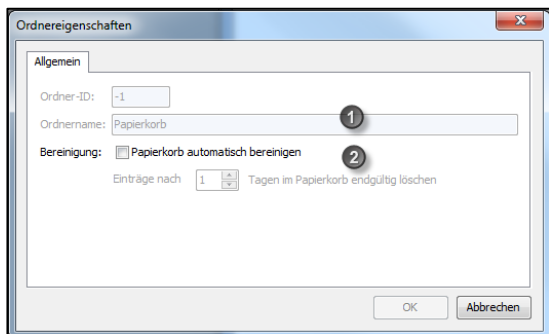 Ordnereigenschaften
Allgemein
Ordner-ID: -1
Ordnername: Papierkorb 1
Bereinigung: Papierkorb automatisch bereinigen 2
Einträge nach 1 Tagen im Papierkorb endgültig löschen
OK Abbrechen